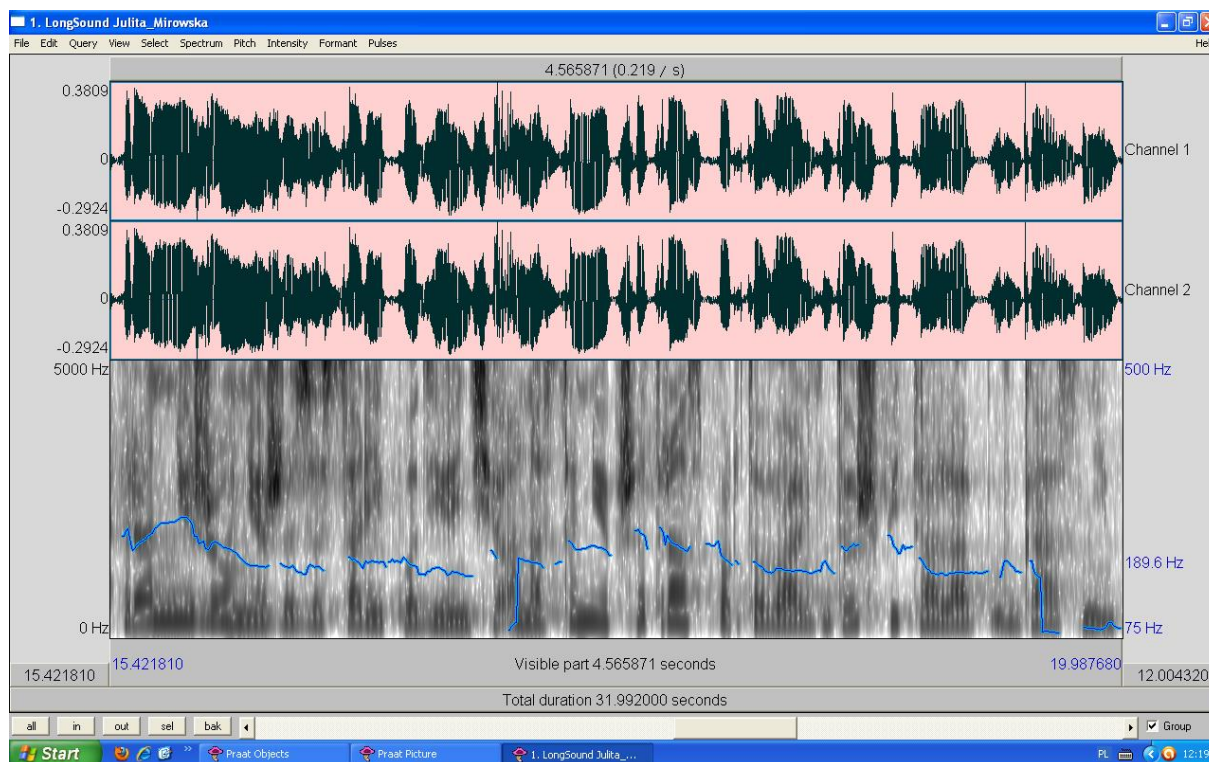 1. LongSound Julita_Mirowska
File Edit Query View Select Spectrum Pitch Intensity Formant Pulses Hel
4.565871 (0.219 / s)
0.3809
0
-0.2924
Channel 1
0.3809
0
-0.2924
Channel 2
5000 Hz 500 Hz
189.6 Hz
0 Hz 75 Hz
15.421810 15.421810 Visible part 4.565871 seconds 19.987680 12.004320
Total duration 31.992000 seconds
all in out sel bak Group
Start Praat Objects Praat Picture 1. LongSound Julita_... PL 12:19